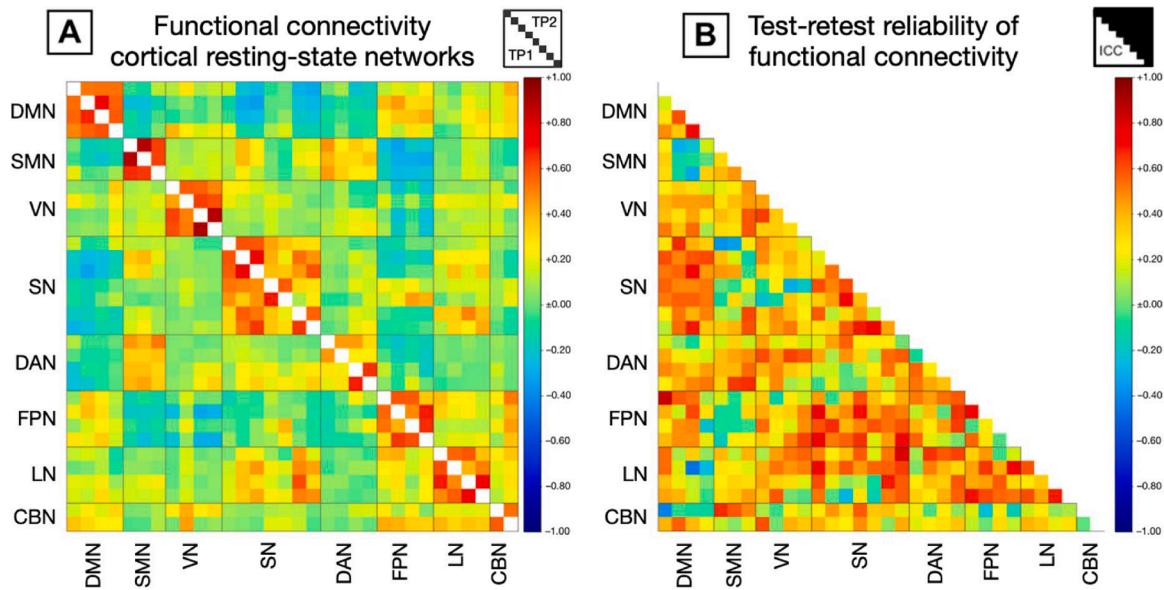 A
Functional connectivity
cortical resting-state networks
TP2
TP1
DMN
SMN
VN
SN
DAN
FPN
LN
CBN
DMN
SMN
VN
SN
DAN
FPN
LN
CBN
+1.00
+0.80
+0.60
+0.40
+0.20
±0.00
−0.20
−0.40
−0.60
−0.80
−1.00
B
Test-retest reliability of
functional connectivity
ICC
DMN
SMN
VN
SN
DAN
FPN
LN
CBN
DMN
SMN
VN
SN
DAN
FPN
LN
CBN
+1.00
+0.80
+0.60
+0.40
+0.20
±0.00
−0.20
−0.40
−0.60
−0.80
−1.00